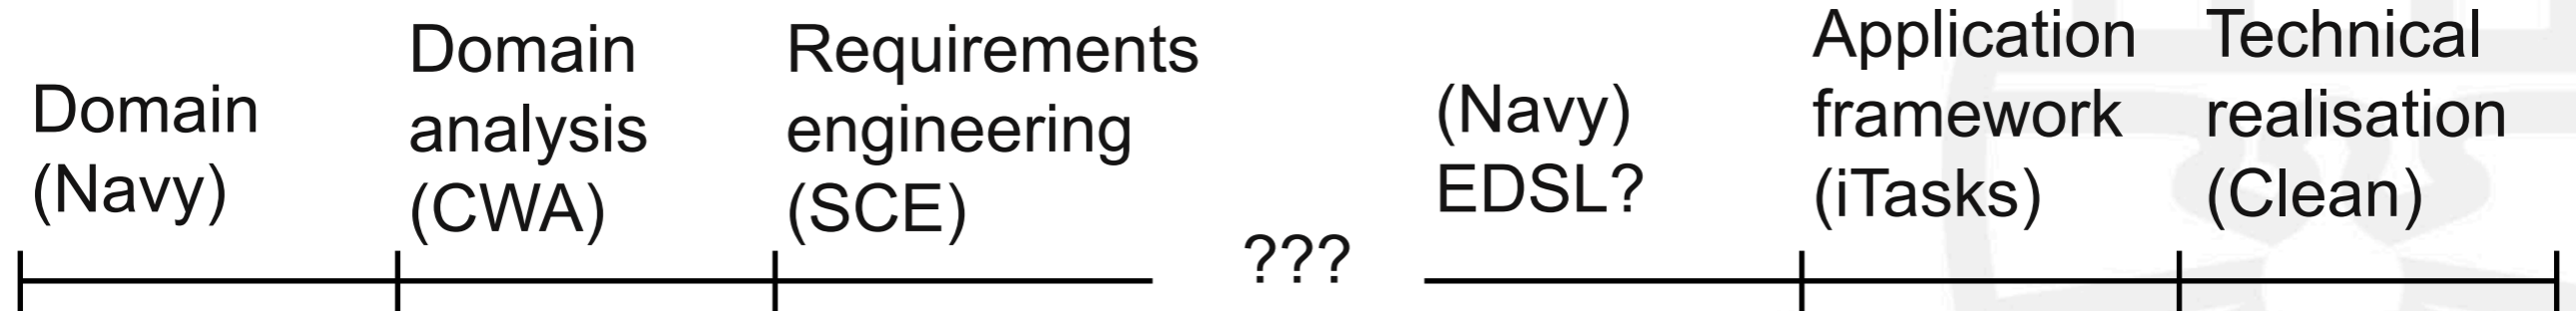 Domain
(Navy)
Domain
analysis
(CWA)
Requirements
engineering
(SCE)
???
(Navy)
EDSL?
Application
framework
(iTasks)
Technical
realisation
(Clean)